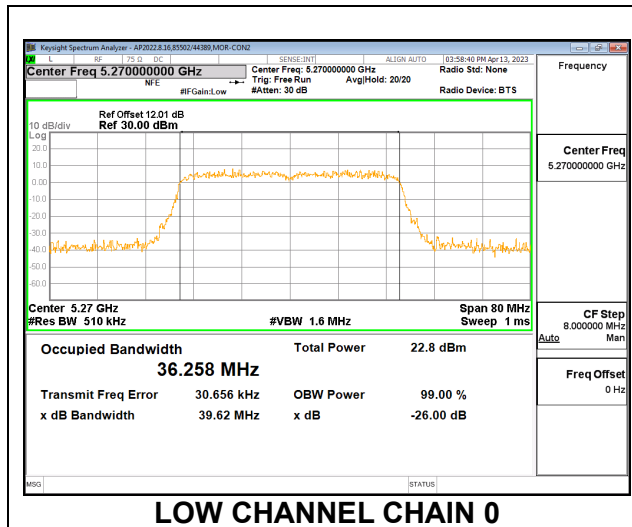 Keysight Spectrum Analyzer - AP2022.8.16,85502/44389,MOR-CON2
L RF 75 Ω DC SENSE:INT ALIGN AUTO 03:58:40 PM Apr 13, 2023
Center Freq 5.270000000 GHz Center Freq: 5.270000000 GHz Radio Std: None Frequency
NFE Trig: Free Run Avg|Hold: 20/20
#IFGain:Low #Atten: 30 dB Radio Device: BTS
Ref Offset 12.01 dB
10 dB/div Ref 30.00 dBm
Log
20.0
10.0
0.00
-10.0
-20.0
-30.0
-40.0
-50.0
-60.0
Center Freq
5.270000000 GHz
Center 5.27 GHz Span 80 MHz
#Res BW 510 kHz #VBW 1.6 MHz Sweep 1 ms
CF Step
8.000000 MHz
Auto Man
Occupied Bandwidth Total Power 22.8 dBm
36.258 MHz
Freq Offset
0 Hz
Transmit Freq Error 30.656 kHz OBW Power 99.00 %
x dB Bandwidth 39.62 MHz x dB -26.00 dB
MSG STATUS
LOW CHANNEL CHAIN 0